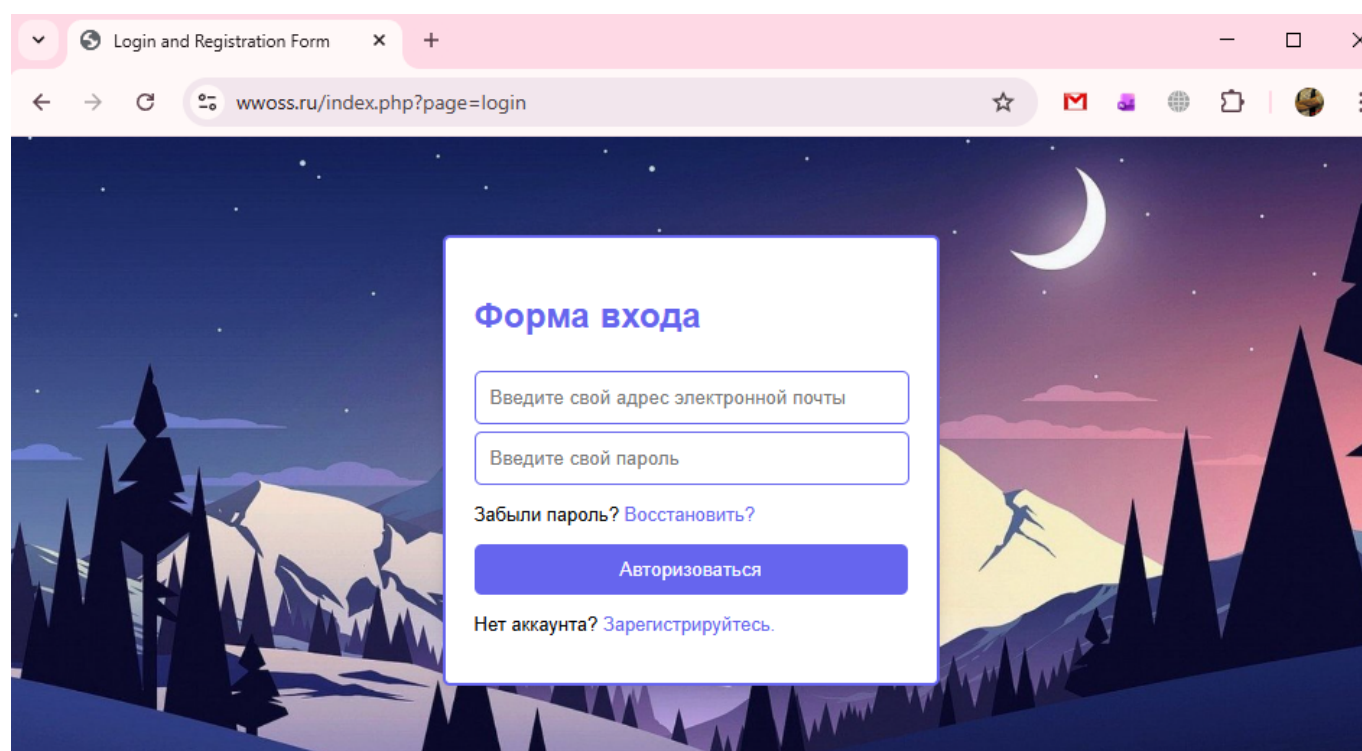 Login and Registration Form
wwoss.ru/index.php?page=login
Форма входа
Введите свой адрес электронной почты
Введите свой пароль
Забыли пароль? Восстановить?
Авторизоваться
Нет аккаунта? Зарегистрируйтесь.